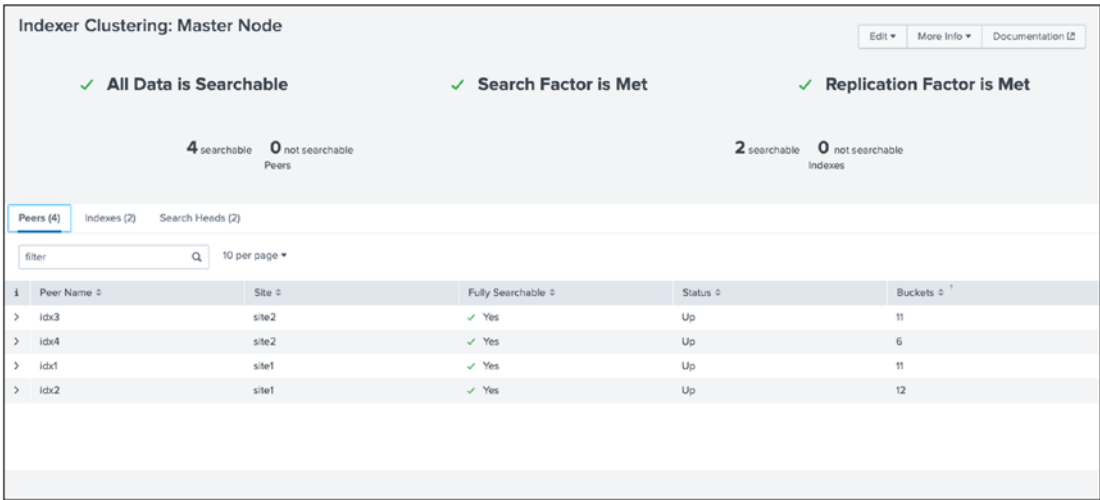 Indexer Clustering: Master Node
Edit More Info Documentation
All Data is Searchable Search Factor is Met Replication Factor is Met
4 searchable 0 not searchable 2 searchable 0 not searchable
Peers Indexes
Peers (4) Indexes (2) Search Heads (2)
filter 10 per page
i Peer Name Site Fully Searchable Status Buckets ?
> idx3 site2 Yes Up 11
> idx4 site2 Yes Up 6
> idx1 site1 Yes Up 11
> idx2 site1 Yes Up 12